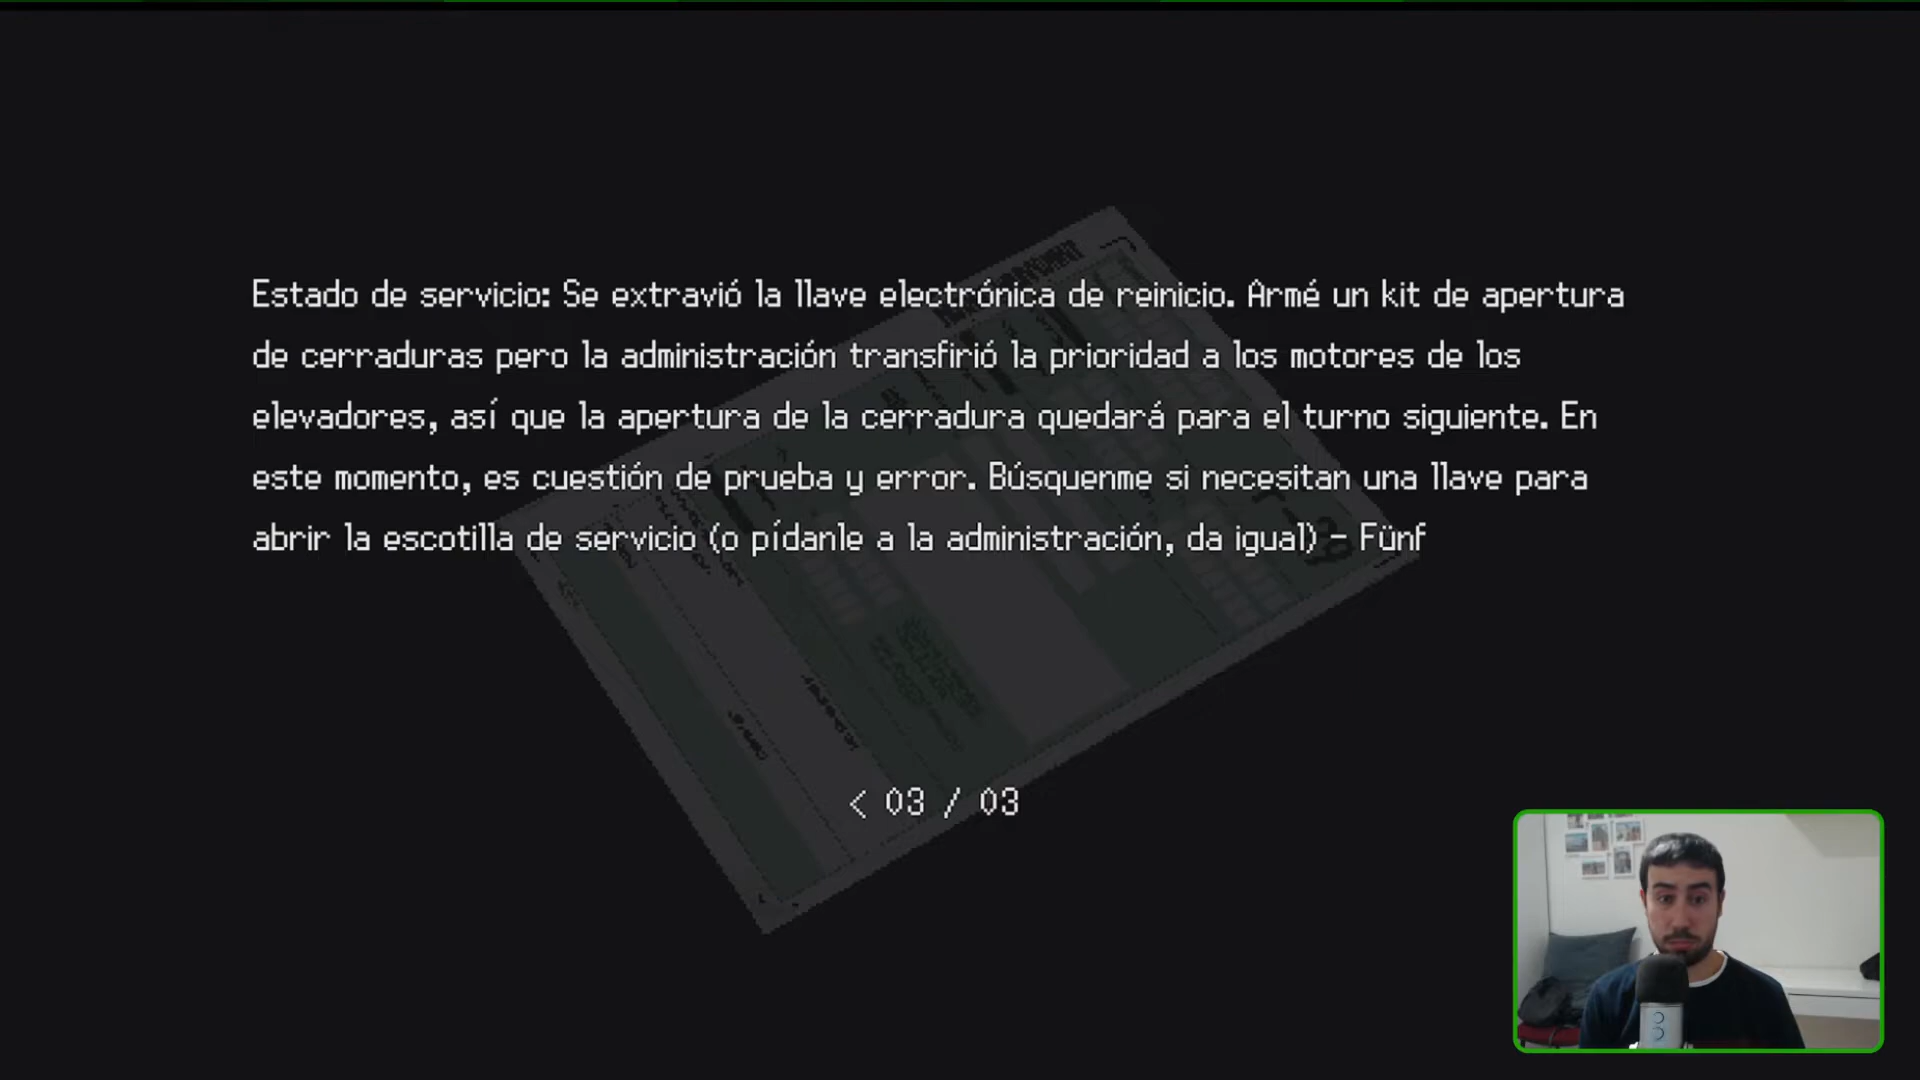 Estado de servicio: Se extravió la llave electrónica de reinicio. Armé un kit de apertura
de cerraduras pero la administración transfirió la prioridad a los motores de los
elevadores, así que la apertura de la cerradura quedará para el turno siguiente. En
este momento, es cuestión de prueba y error. Búsquenme si necesitan una llave para
abrir la escotilla de servicio (o pídanle a la administración, da igual) - Fünf
< 03 / 03